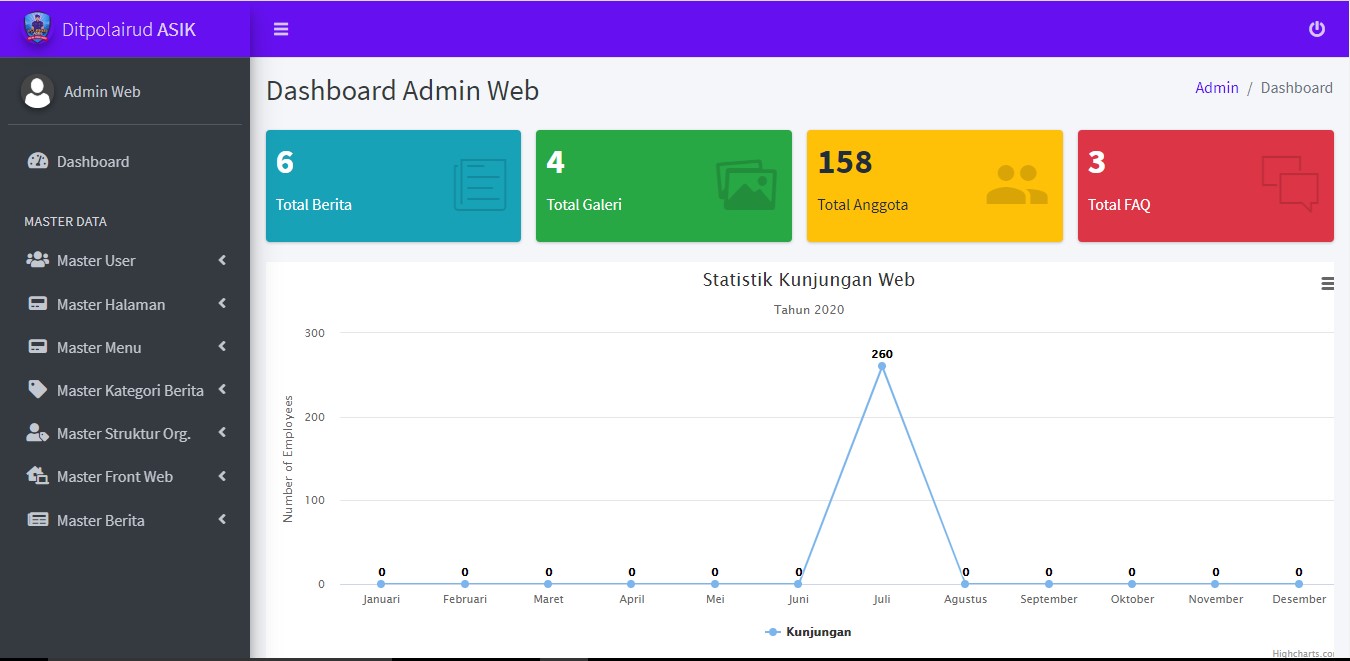 Ditpolairud ASIK
Admin Web
Dashboard
MASTER DATA
Master User
Master Halaman
Master Menu
Master Kategori Berita
Master Struktur Org.
Master Front Web
Master Berita
Dashboard Admin Web
Admin / Dashboard
6
Total Berita
4
Total Galeri
158
Total Anggota
3
Total FAQ
Statistik Kunjungan Web
Tahun 2020
Number of Employees
300
200
100
0
260
0 0 0 0 0 0 0 0 0 0 0
Januari Februari Maret April Mei Juni Juli Agustus September Oktober November Desember
Kunjungan
Highcharts.co